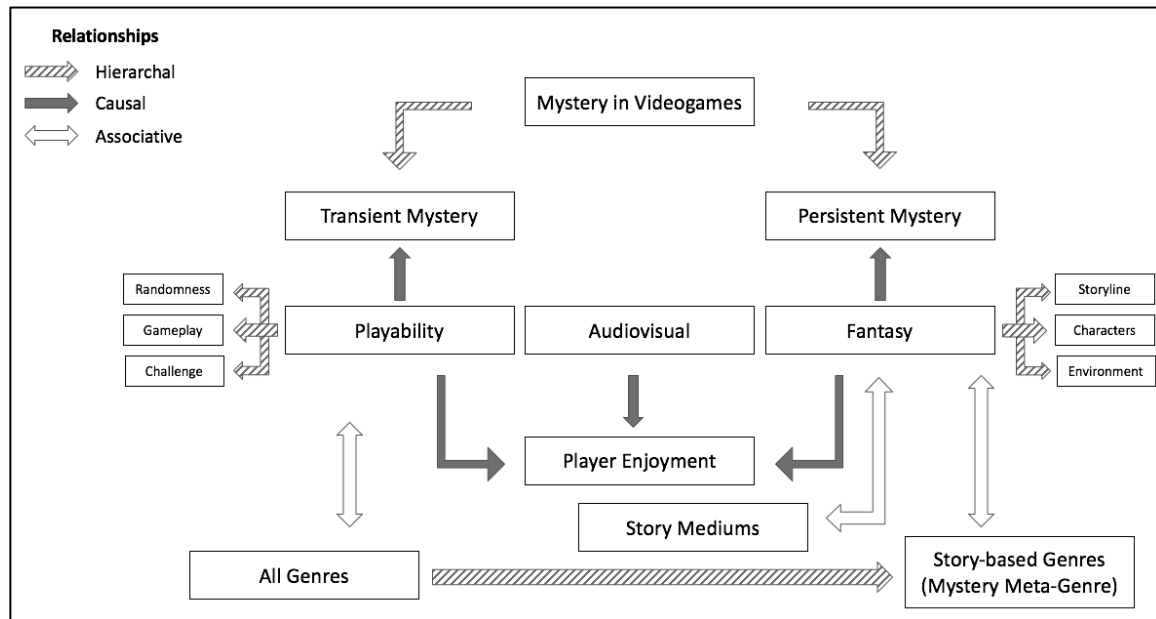 Relationships
Hierarchal
Causal
Associative
Mystery in Videogames
Transient Mystery
Persistent Mystery
Randomness
Gameplay
Challenge
Playability
Audiovisual
Fantasy
Storyline
Characters
Environment
Player Enjoyment
Story Mediums
All Genres
Story-based Genres
(Mystery Meta-Genre)